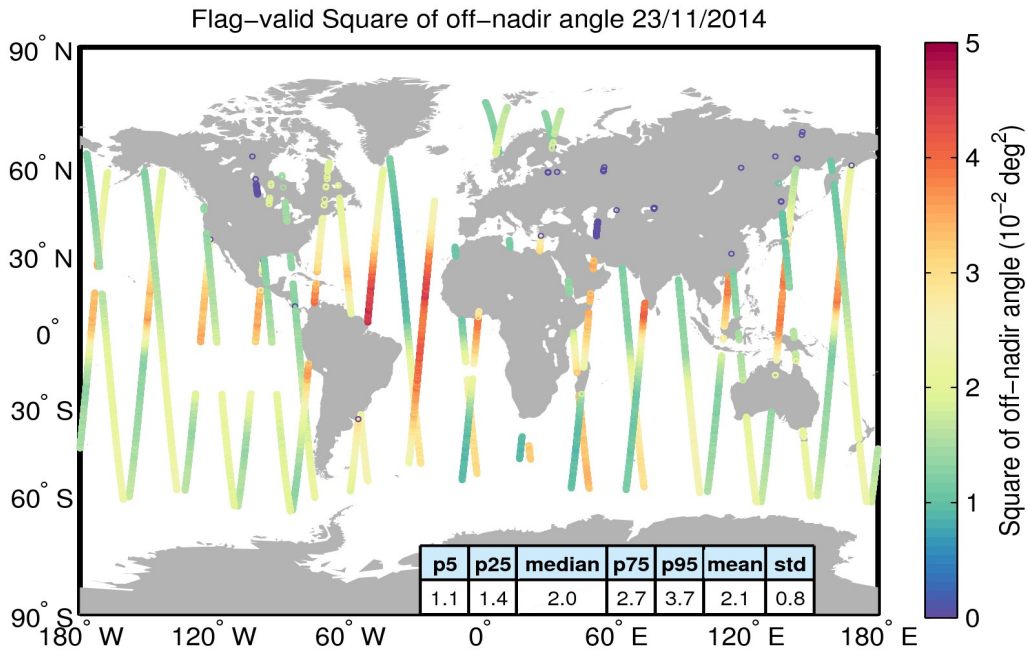 Flag−valid Square of off−nadir angle 23/11/2014
90° N
60° N
30° N
0°
30° S
60° S
90° S
180° W
120° W
60° W
0°
60° E
120° E
180° E
p5 p25 median p75 p95 mean std
1.1 1.4 2.0 2.7 3.7 2.1 0.8
5
4
3
2
1
0
Square of off−nadir angle (10⁻² deg²)